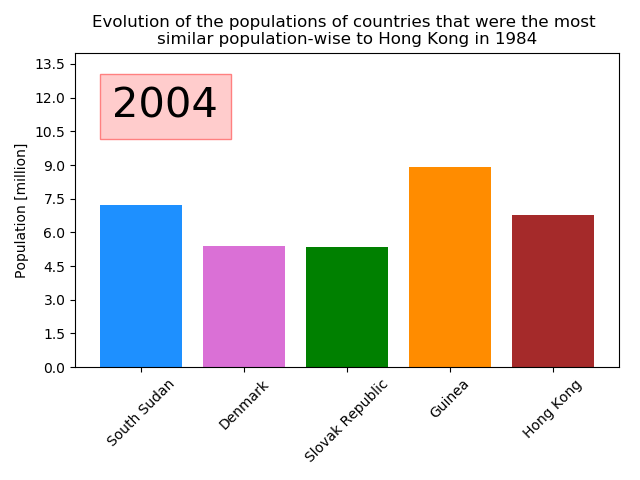 Evolution of the populations of countries that were the most
similar population-wise to Hong Kong in 1984
2004
Population [million]
13.5
12.0
10.5
9.0
7.5
6.0
4.5
3.0
1.5
0.0
South Sudan
Denmark
Slovak Republic
Guinea
Hong Kong